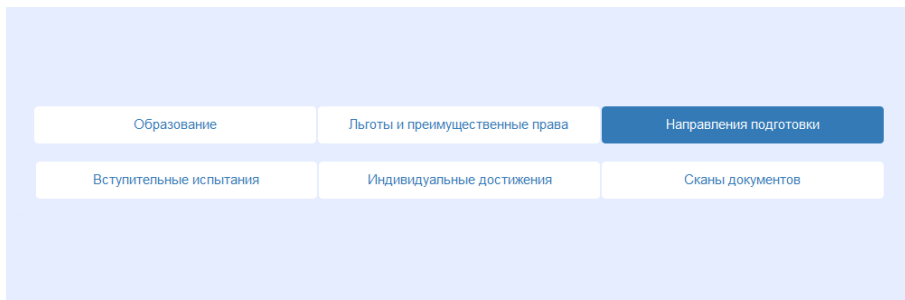 Образование
Льготы и преимущественные права
Направления подготовки
Вступительные испытания
Индивидуальные достижения
Сканы документов